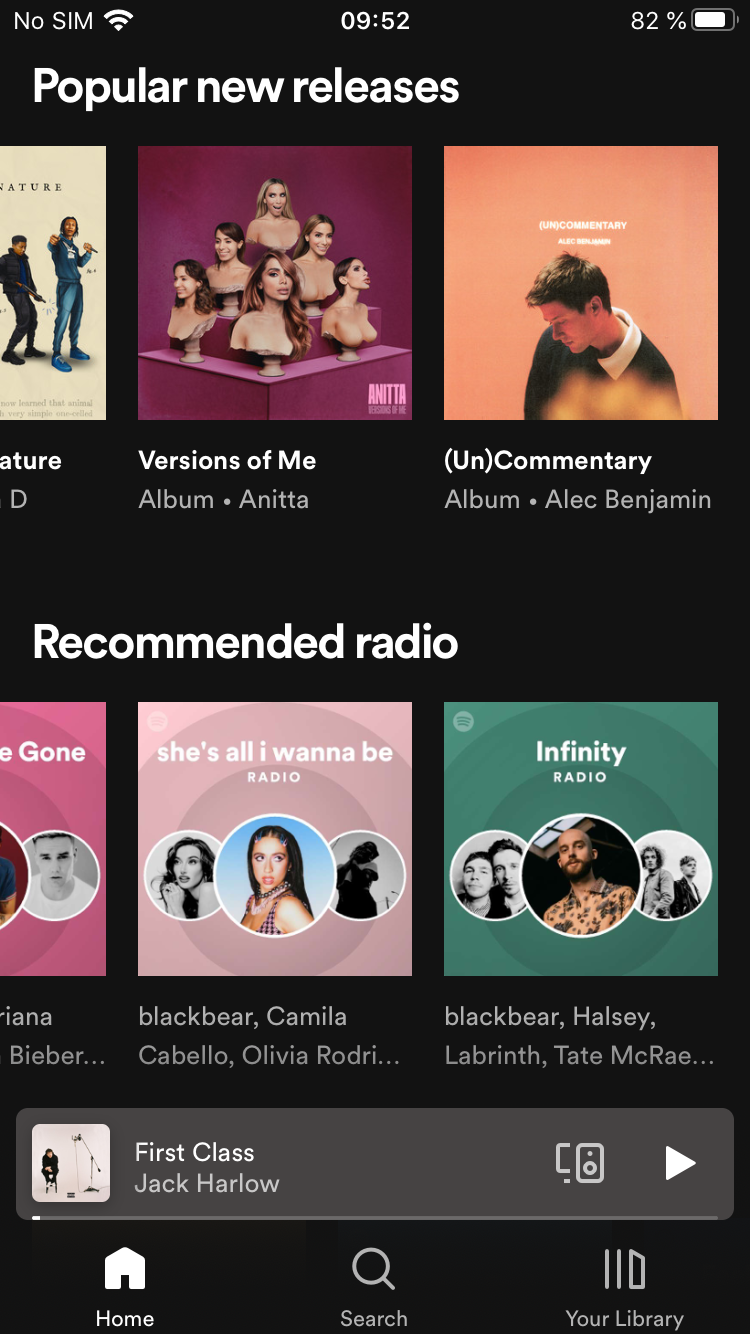 No SIM 09:52 82 %
Popular new releases
NATURE
(UN)COMMENTARY
ALEC BENJAMIN
now learned that animal
very simple one-celled
ANITTA
VERSIONS OF ME
ature Versions of Me (Un)Commentary
D Album • Anitta Album • Alec Benjamin
Recommended radio
e Gone she's all i wanna be Infinity
RADIO RADIO
riana blackbear, Camila blackbear, Halsey,
Bieber... Cabello, Olivia Rodri... Labrinth, Tate McRae...
First Class
Jack Harlow
Home Search Your Library